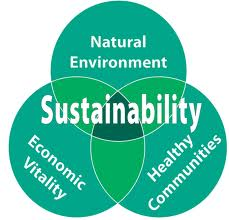 Natural
Environment
Sustainability
Economic
Vitality
Healthy
Communities